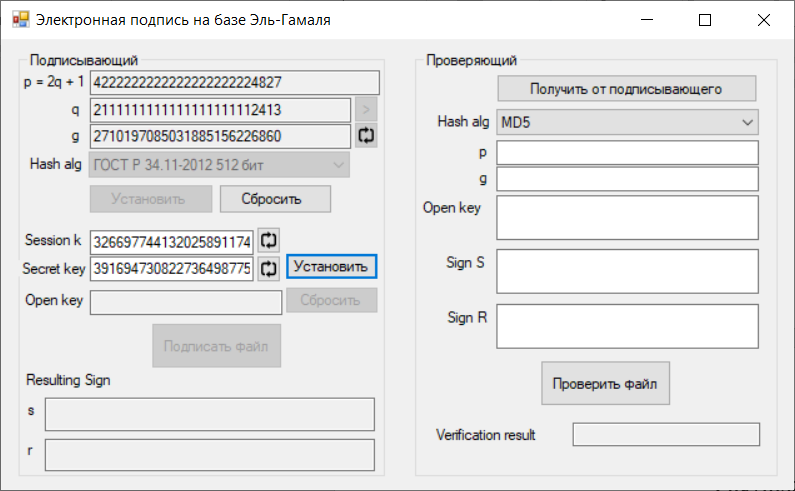 Электронная подпись на базе Эль-Гамаля
Подписывающий
p = 2q + 1 4222222222222222222224827
q 2111111111111111111112413 >
g 2710197085031885156226860
Hash alg ГОСТ Р 34.11-2012 512 бит
Установить Сбросить
Session k 326697744132025891174
Secret key 391694730822736498775 Установить
Open key Сбросить
Подписать файл
Resulting Sign
s
r
Проверяющий
Получить от подписывающего
Hash alg MD5
p
g
Open key
Sign S
Sign R
Проверить файл
Verification result